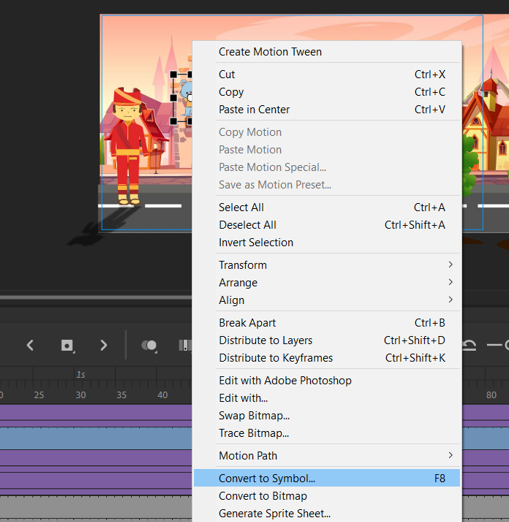 Create Motion Tween
Cut Ctrl+X
Copy Ctrl+C
Paste in Center Ctrl+V
Copy Motion
Paste Motion
Paste Motion Special...
Save as Motion Preset...
Select All Ctrl+A
Deselect All Ctrl+Shift+A
Invert Selection
Transform
Arrange
Align
Break Apart Ctrl+B
Distribute to Layers Ctrl+Shift+D
Distribute to Keyframes Ctrl+Shift+K
1s
Edit with Adobe Photoshop
25 30 35 40 80
Edit with...
Swap Bitmap...
Trace Bitmap...
Motion Path
Convert to Symbol... F8
Convert to Bitmap
Generate Sprite Sheet...